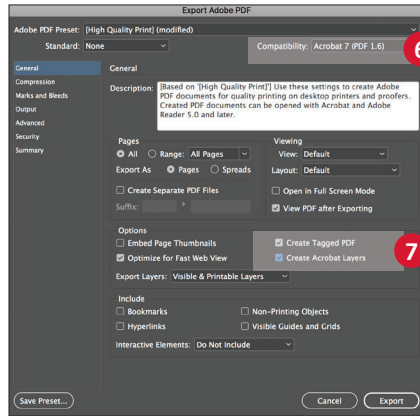 Export Adobe PDF
Adobe PDF Preset: [High Quality Print] (modified)
Standard: None Compatibility: Acrobat 7 (PDF 1.6) 6
General
Compression
Marks and Bleeds
Output
Advanced
Security
Summary
General
Description: [Based on '[High Quality Print]'] Use these settings to create Adobe
PDF documents for quality printing on desktop printers and proofers.
Created PDF documents can be opened with Acrobat and Adobe
Reader 5.0 and later.
Pages
All Range: All Pages
Export As Pages Spreads
Create Separate PDF Files
Suffix:
Viewing
View: Default
Layout: Default
Open in Full Screen Mode
View PDF after Exporting
Options
Embed Page Thumbnails Create Tagged PDF
Optimize for Fast Web View Create Acrobat Layers 7
Export Layers: Visible & Printable Layers
Include
Bookmarks Non-Printing Objects
Hyperlinks Visible Guides and Grids
Interactive Elements: Do Not Include
Save Preset... Cancel Export